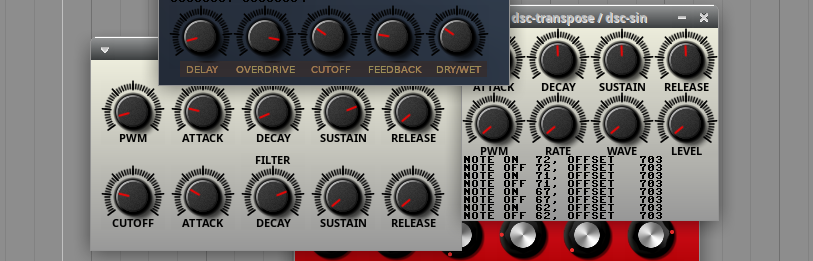 dsc-transpose / dsc-sin
DELAY OVERDRIVE CUTOFF FEEDBACK DRY/WET
ATTACK DECAY SUSTAIN RELEASE
PWM ATTACK DECAY SUSTAIN RELEASE
PWM RATE WAVE LEVEL
FILTER
CUTOFF ATTACK DECAY SUSTAIN RELEASE
NOTE ON 72, OFFSET 703
NOTE OFF 72, OFFSET 703
NOTE ON 71, OFFSET 703
NOTE OFF 71, OFFSET 703
NOTE ON 67, OFFSET 703
NOTE OFF 67, OFFSET 703
NOTE ON 62, OFFSET 703
NOTE OFF 62, OFFSET 703